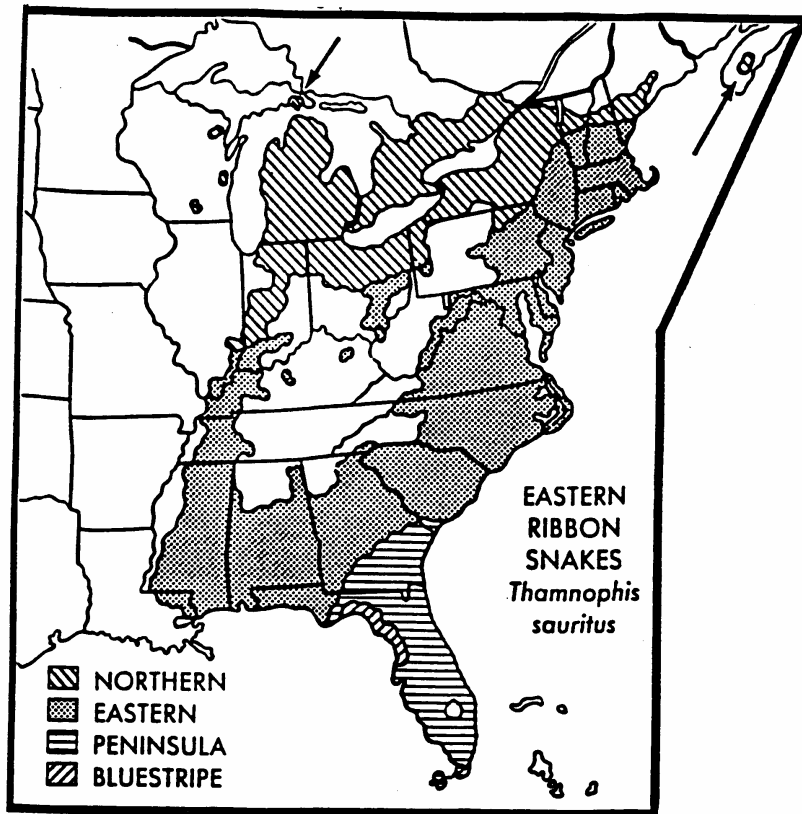 EASTERN
RIBBON
SNAKES
Thamnophis
sauritus
NORTHERN
EASTERN
PENINSULA
BLUESTRIPE